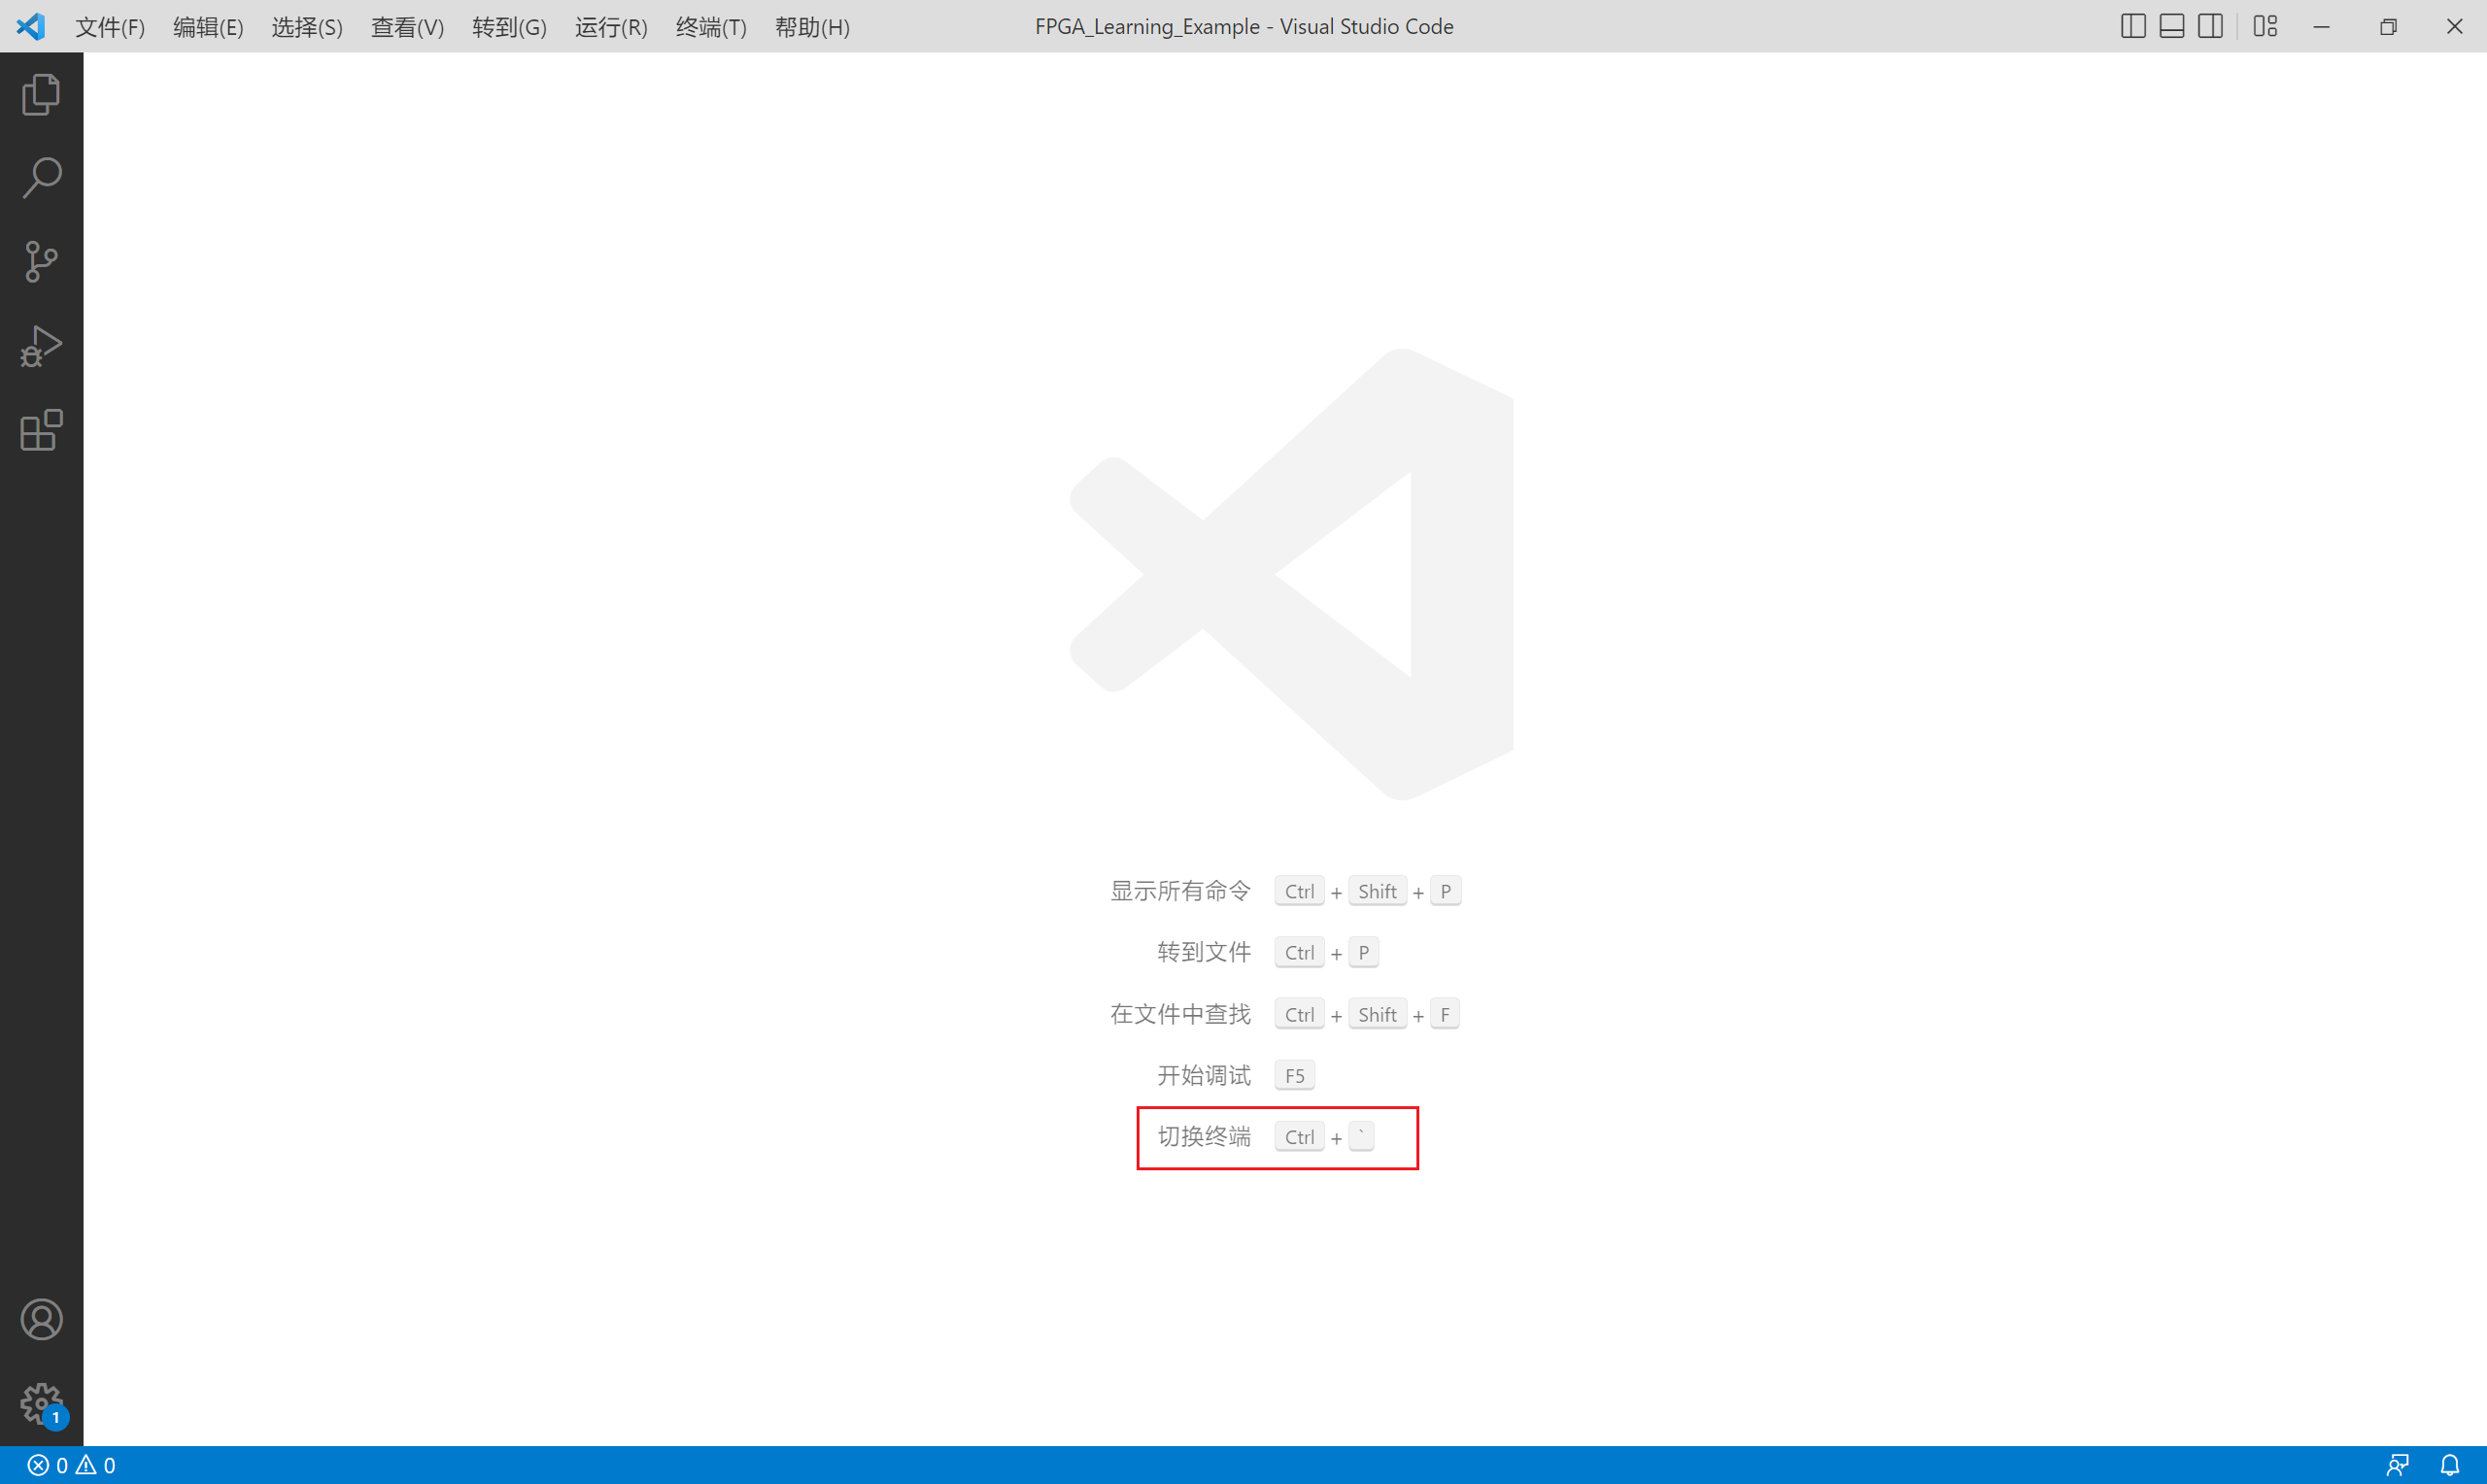 文件(F) 编辑(E) 选择(S) 查看(V) 转到(G) 运行(R) 终端(T) 帮助(H) FPGA_Learning_Example - Visual Studio Code
显示所有命令 Ctrl + Shift + P
转到文件 Ctrl + P
在文件中查找 Ctrl + Shift + F
开始调试 F5
切换终端 Ctrl + `
1
0 0